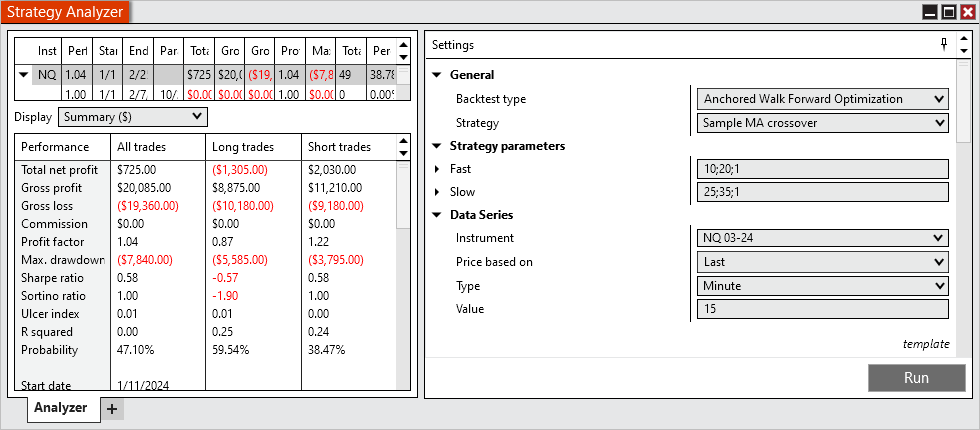 Strategy Analyzer
Inst Perf Star End Par Tota Gro Gro Pro Max Tota Per
NQ 1.04 1/1 2/2 $725 $20,0 ($19, 1.04 ($7,8 49 38.78
1.00 1/1 2/7, 10/ $0.00 $0.00 $0.00 1.00 $0.00 0 0.00%
Display Summary ($)
Performance All trades Long trades Short trades
Total net profit $725.00 ($1,305.00) $2,030.00
Gross profit $20,085.00 $8,875.00 $11,210.00
Gross loss ($19,360.00) ($10,180.00) ($9,180.00)
Commission $0.00 $0.00 $0.00
Profit factor 1.04 0.87 1.22
Max. drawdown ($7,840.00) ($5,585.00) ($3,795.00)
Sharpe ratio 0.58 -0.57 0.58
Sortino ratio 1.00 -1.90 1.00
Ulcer index 0.01 0.01 0.00
R squared 0.00 0.25 0.24
Probability 47.10% 59.54% 38.47%
Start date 1/11/2024
Analyzer +
Settings
General
Backtest type Anchored Walk Forward Optimization
Strategy Sample MA crossover
Strategy parameters
Fast 10;20;1
Slow 25;35;1
Data Series
Instrument NQ 03-24
Price based on Last
Type Minute
Value 15
template
Run